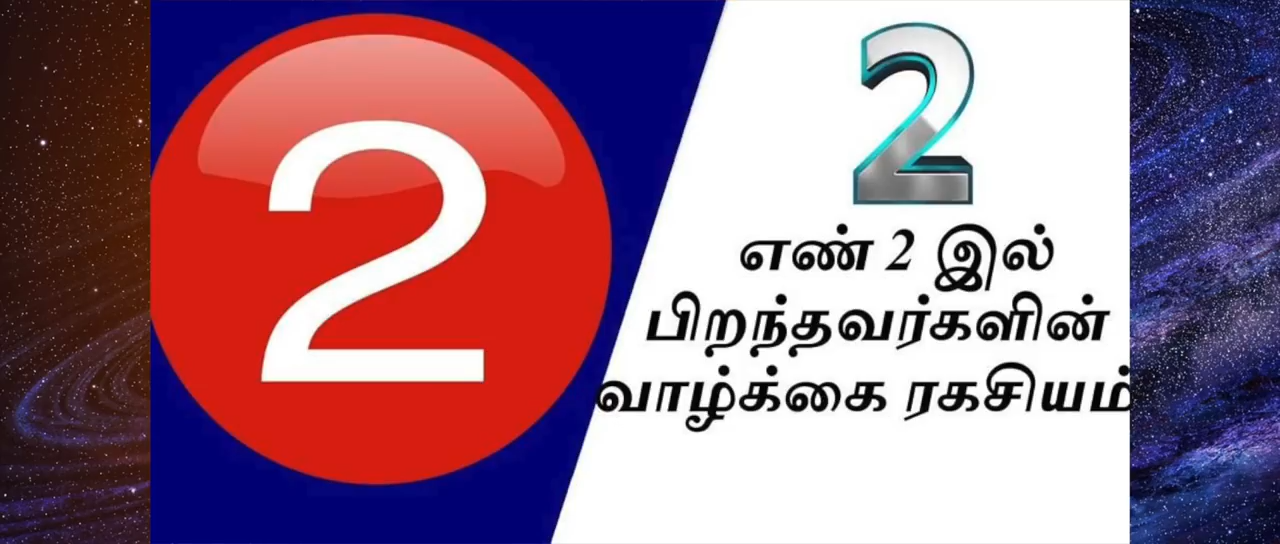 2
2
எண் 2 இல்
பிறந்தவர்களின்
வாழ்க்கை ரகசியம்